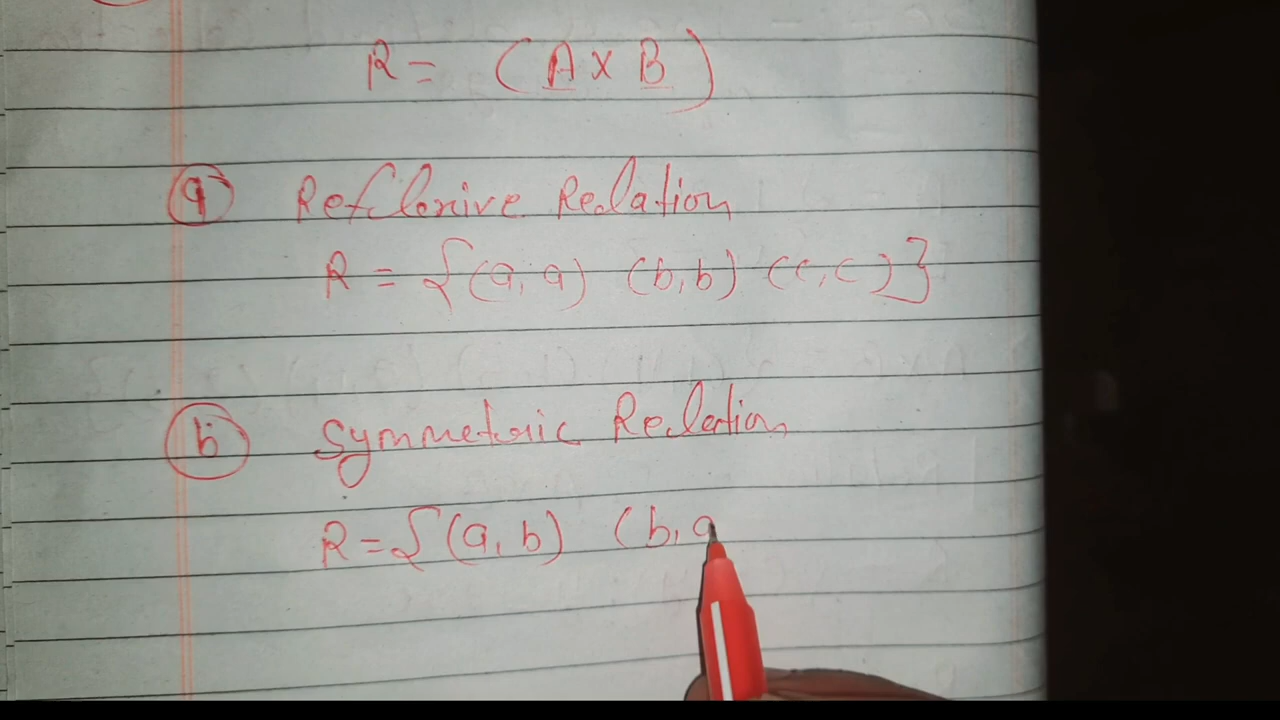 R = (A x B)
a Reflexive Relation
R = {(a, a) (b, b) (c, c)}
b Symmetric Relation
R = {(a, b) (b, a